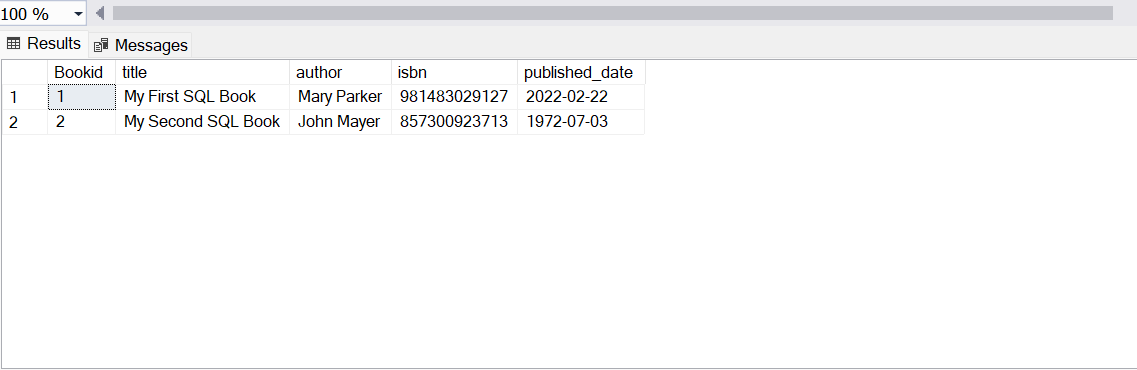 100 %
Results Messages
Bookid title author isbn published_date
1 1 My First SQL Book Mary Parker 981483029127 2022-02-22
2 2 My Second SQL Book John Mayer 857300923713 1972-07-03